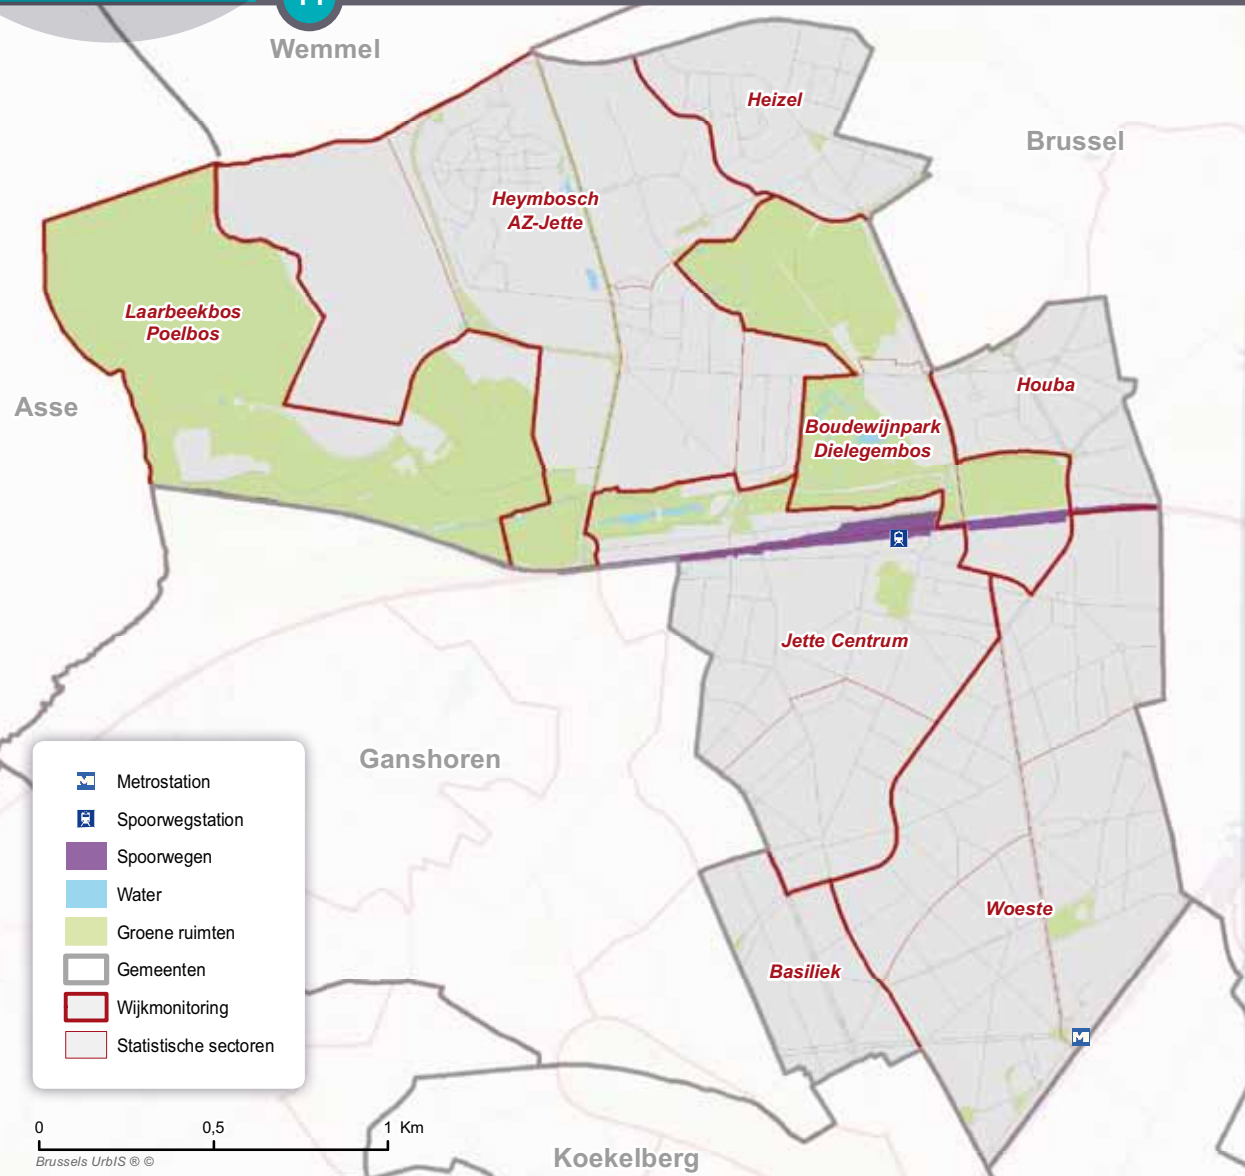 Wemmel
Heizel
Brussel
Heymbosch
AZ-Jette
Laarbeekbos
Poelbos
Houba
Asse
Boudewijnpark
Dielegembos
Jette Centrum
Ganshoren
Woeste
Basiliek
Metrostation
Spoorwegstation
Spoorwegen
Water
Groene ruimten
Gemeenten
Wijkmonitoring
Statistische sectoren
0 0,5 1 Km
Brussels UrbIS ® ©
Koekelberg
M